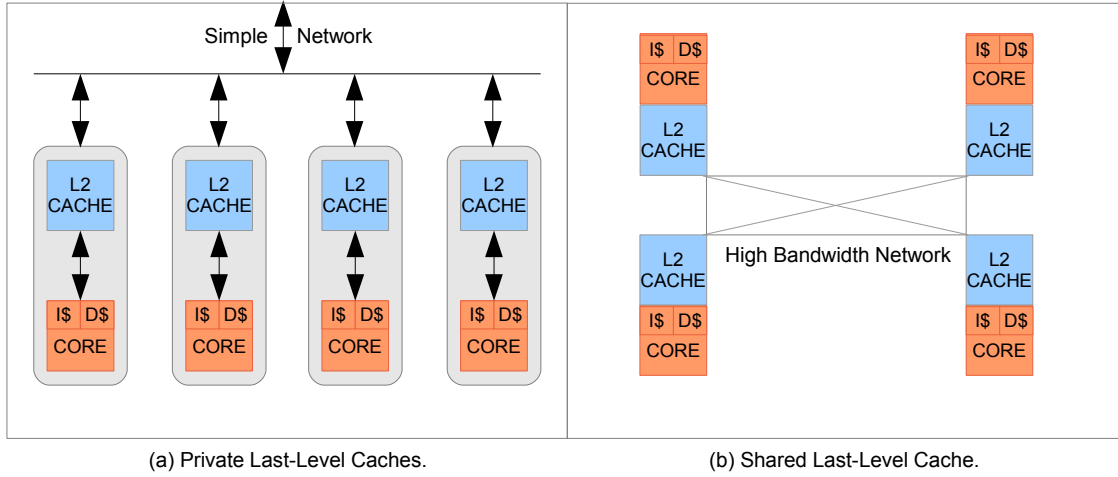 Simple Network
L2
CACHE
L2
CACHE
L2
CACHE
L2
CACHE
I$ D$
CORE
I$ D$
CORE
I$ D$
CORE
I$ D$
CORE
(a) Private Last-Level Caches.
I$ D$
CORE
L2
CACHE
I$ D$
CORE
L2
CACHE
High Bandwidth Network
L2
CACHE
I$ D$
CORE
L2
CACHE
I$ D$
CORE
(b) Shared Last-Level Cache.